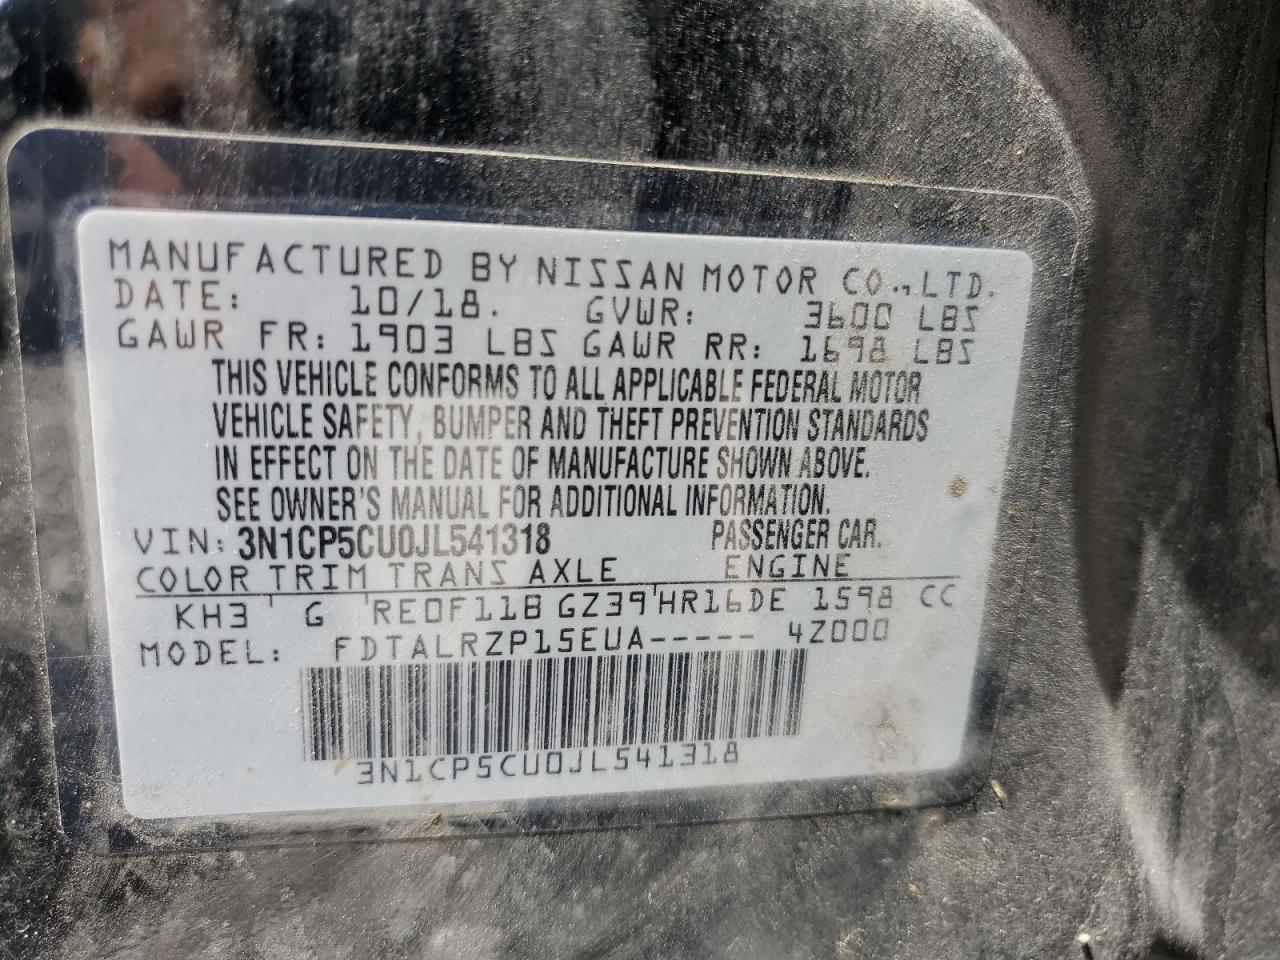 MANUFACTURED BY NISSAN MOTOR CO., LTD.
DATE: 10/18. GVWR: 3600 LBS
GAWR FR: 1903 LBS GAWR RR: 1698 LBS
THIS VEHICLE CONFORMS TO ALL APPLICABLE FEDERAL MOTOR
VEHICLE SAFETY, BUMPER AND THEFT PREVENTION STANDARDS
IN EFFECT ON THE DATE OF MANUFACTURE SHOWN ABOVE.
SEE OWNER'S MANUAL FOR ADDITIONAL INFORMATION.
VIN: 3N1CP5CU0JL541318 PASSENGER CAR.
COLOR TRIM TRANS AXLE ENGINE
KH3 ' G ' RE0F11B GZ39 ' HR16DE 1598 CC
MODEL: FDTALRZP15EUA----- 4Z000
3N1CP5CU0JL541318